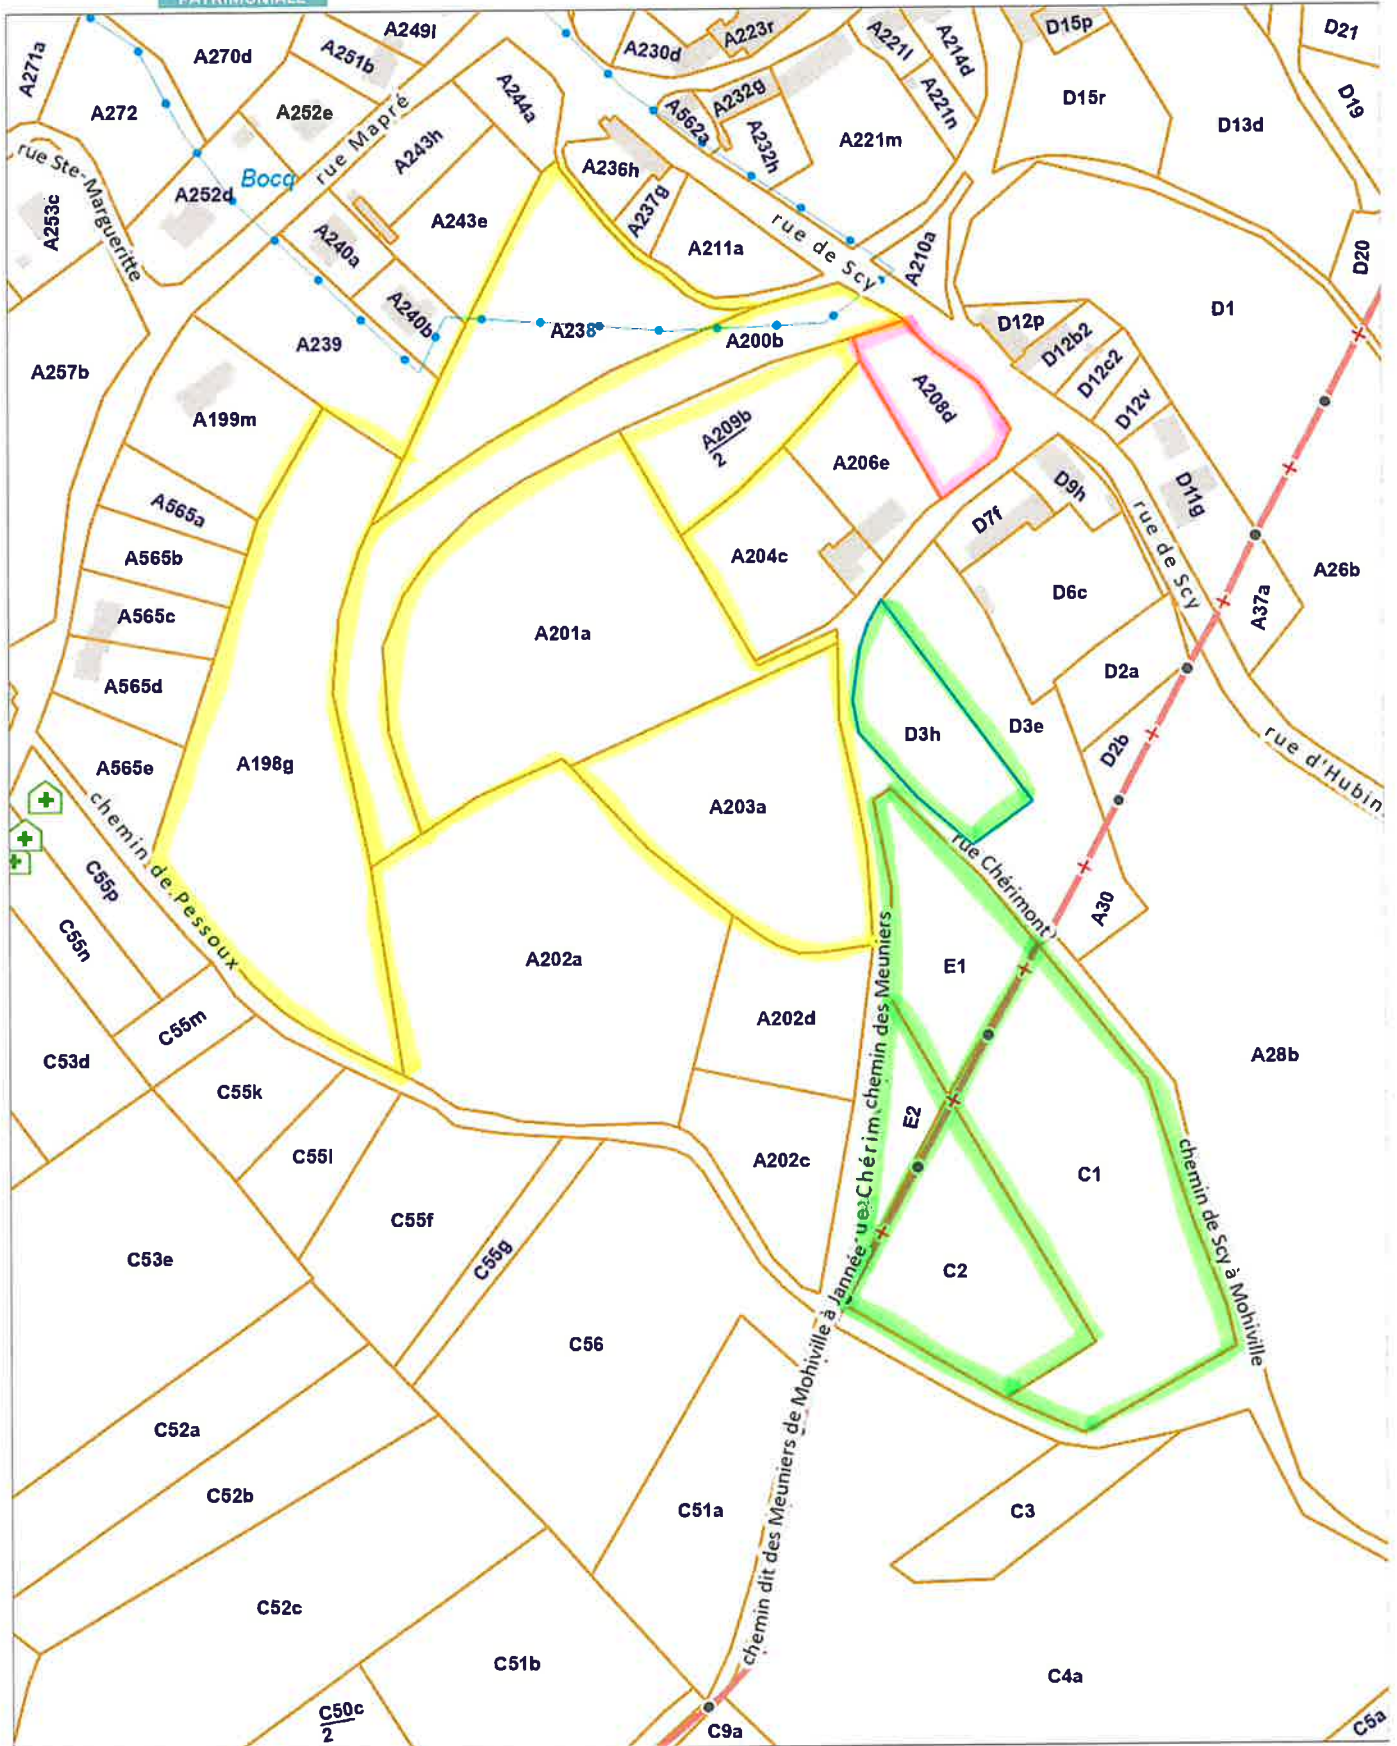 PATRIMONIALE
A271a
A270d
A251b
A249l
A272
A252e
rue Mapré
A243h
A244a
A230d
A223r
A232g
A562a
A232h
A221l
A214d
A221n
A221m
D15p
D15r
D13d
D21
D19
rue Ste-Margueritte
A253c
A252d
Bocq
A240a
A243e
A236h
A237g
A211a
rue de Scy
A210a
D20
D1
A240b
A239
A238
A200b
D12p
D12b2
D12c2
D12v
A257b
A199m
A208d
A209b
2
A206e
D9h
D7f
D11g
rue de Scy
A565a
A565b
A565c
A565d
A565e
A204c
A201a
D6c
A37a
A26b
D2a
D3h
D3e
D2b
rue d'Hubin
A198g
A203a
chemin de Pessoux
rue Chérimont
C55p
C55n
A202a
A30
E1
chemin des Meuniers
A202d
C55m
C53d
C55k
A28b
E2
C55l
A202c
C1
C55f
C55g
C53e
C2
chemin de Scy à Mohiville
C56
chemin dit des Meuniers de Mohiville à Jannée
ue Chérim
C52a
C52b
C51a
C3
C52c
C51b
C4a
C50c
2
C9a
C5a